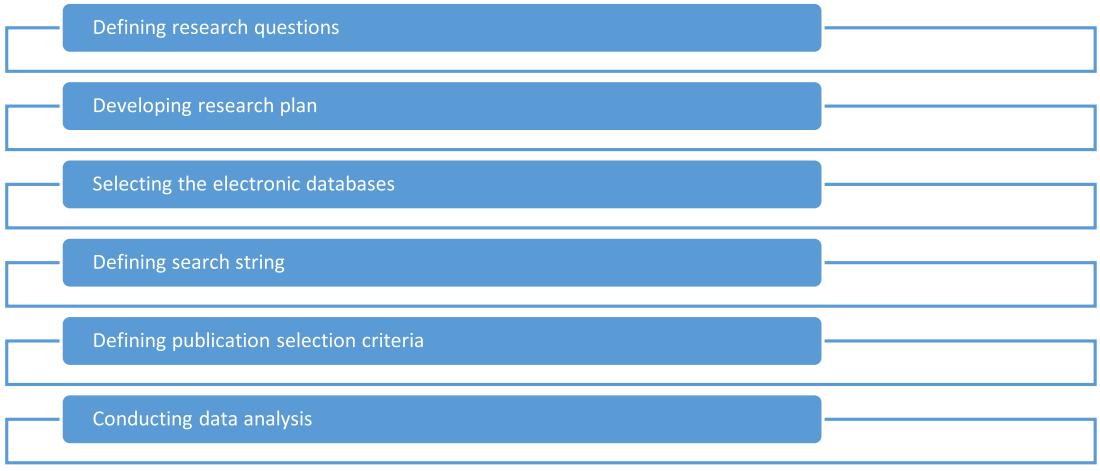 Defining research questions
Developing research plan
Selecting the electronic databases
Defining search string
Defining publication selection criteria
Conducting data analysis